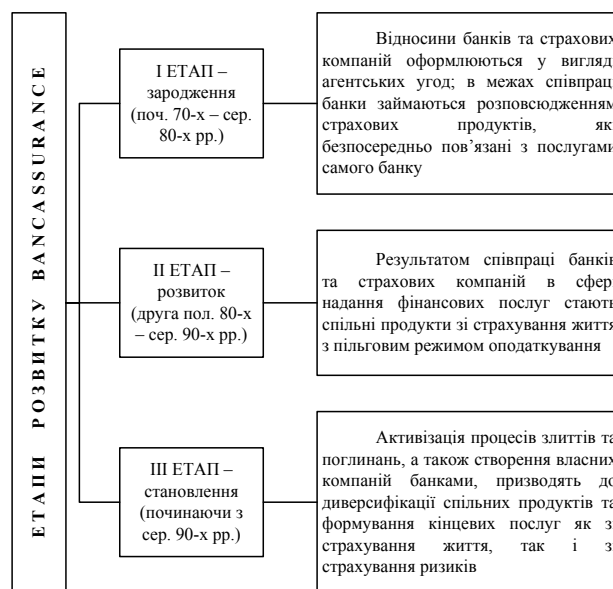 ЕТАПИ РОЗВИТКУ BANCASSURANCE
І ЕТАП –
зародження
(поч. 70-х – сер.
80-х рр.)
Відносини банків та страхових
компаній оформлюються у вигляді
агентських угод; в межах співпраці
банки займаються розповсюдженням
страхових продуктів, які
безпосередньо пов’язані з послугами
самого банку
ІІ ЕТАП –
розвиток
(друга пол. 80-х
– сер. 90-х рр.)
Результатом співпраці банків
та страхових компаній в сфері
надання фінансових послуг стають
спільні продукти зі страхування життя
з пільговим режимом оподаткування
ІІІ ЕТАП –
становлення
(починаючи з
сер. 90-х рр.)
Активізація процесів злиттів та
поглинань, а також створення власних
компаній банками, призводять до
диверсифікації спільних продуктів та
формування кінцевих послуг як зі
страхування життя, так і зі
страхування ризиків